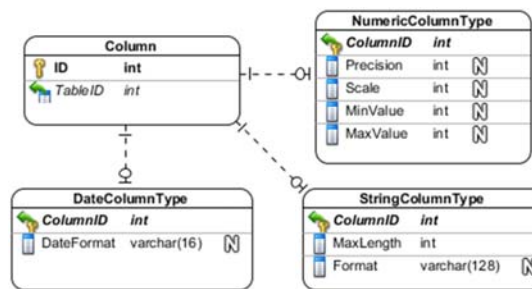 Column
ID int
TableID int
NumericColumnType
ColumnID int
Precision int N
Scale int N
MinValue int N
MaxValue int N
DateColumnType
ColumnID int
DateFormat varchar(16) N
StringColumnType
ColumnID int
MaxLength int
Format varchar(128) N